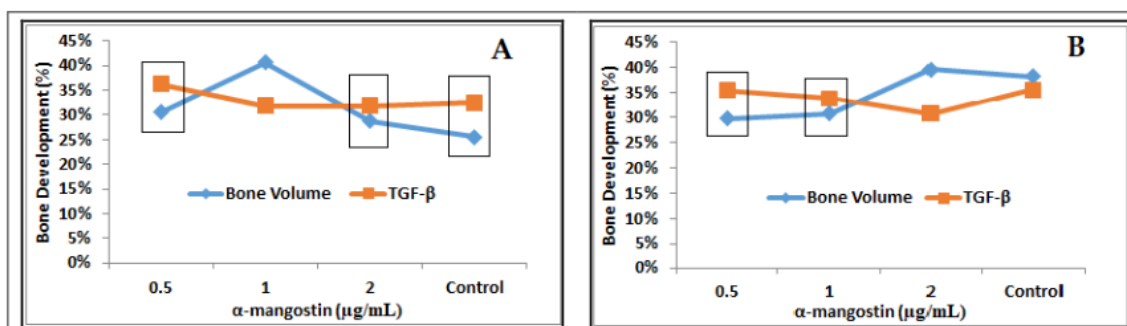 A
Bone Development (%)
45%
40%
35%
30%
25%
20%
15%
10%
5%
0%
Bone Volume
TGF-β
0.5
1
2
Control
α-mangostin (µg/mL)
B
Bone Development (%)
45%
40%
35%
30%
25%
20%
15%
10%
5%
0%
Bone Volume
TGF-β
0.5
1
2
Control
α-mangostin (µg/mL)